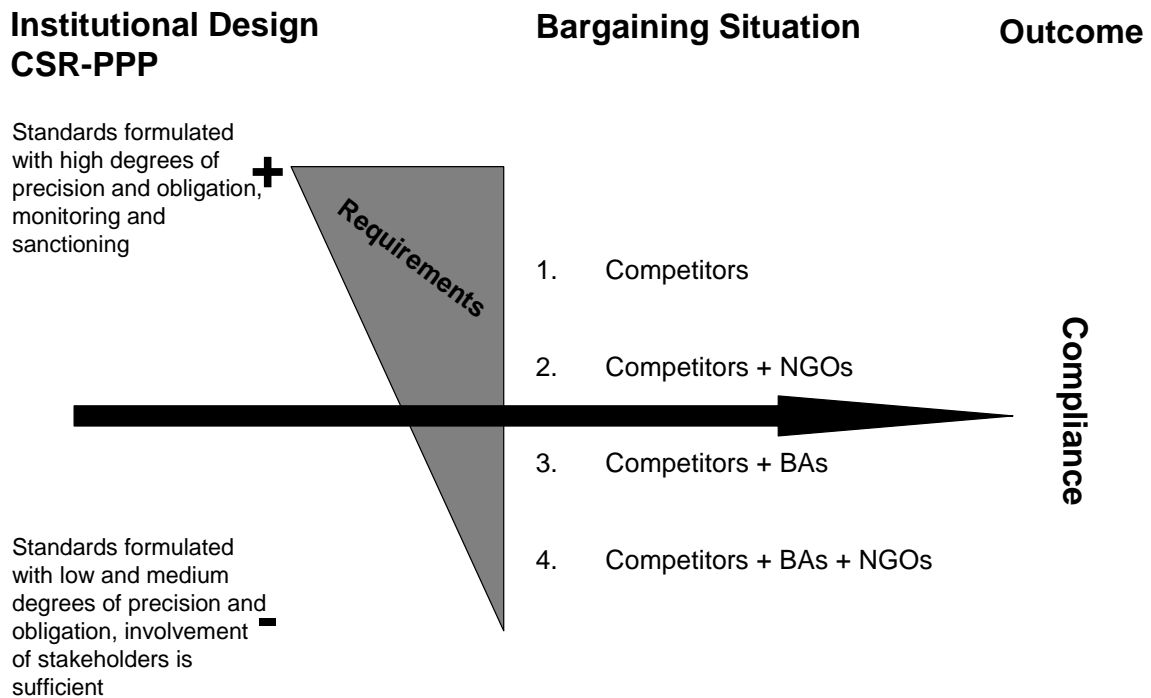 Institutional Design
CSR-PPP
Bargaining Situation
Outcome
Standards formulated
with high degrees of
precision and obligation,
monitoring and
sanctioning
+
Requirements
1. Competitors
2. Competitors + NGOs
3. Competitors + BAs
4. Competitors + BAs + NGOs
Compliance
Standards formulated
with low and medium
degrees of precision and
obligation, involvement
of stakeholders is
sufficient
-